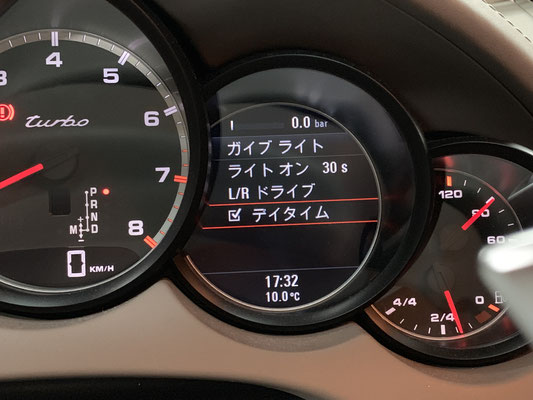 3 4 5 6 7 8
turbo
P
R
N
M D
+
-
0 KM/H
0.0 bar
ガイブ ライト
ライト オン 30 s
L/R ドライブ
デイタイム
17:32
10.0℃
120
90
60
4/4 2/4 0